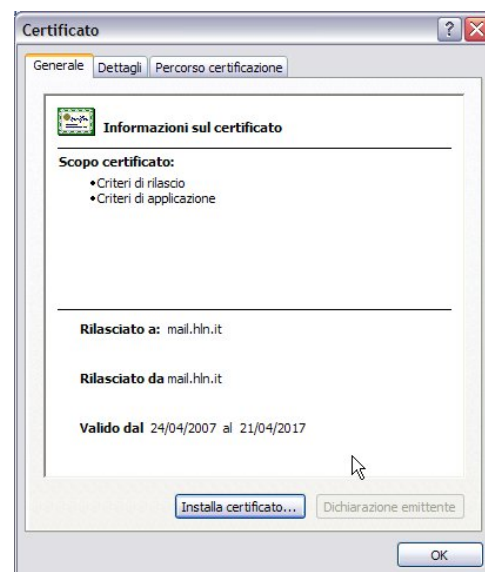 Certificato
Generale Dettagli Percorso certificazione
Informazioni sul certificato
Scopo certificato:
•Criteri di rilascio
•Criteri di applicazione
Rilasciato a: mail.hln.it
Rilasciato da mail.hln.it
Valido dal 24/04/2007 al 21/04/2017
Installa certificato... Dichiarazione emittente
OK